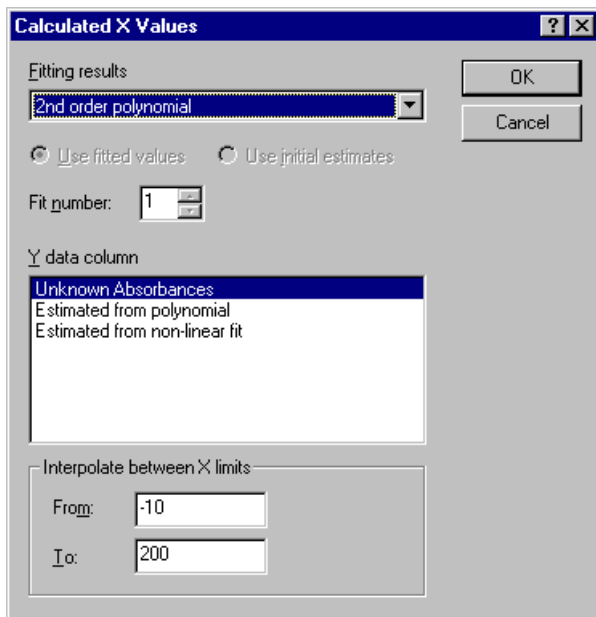 Calculated X Values
Fitting results
2nd order polynomial
OK
Cancel
Use fitted values Use initial estimates
Fit number: 1
Y data column
Unknown Absorbances
Estimated from polynomial
Estimated from non-linear fit
Interpolate between X limits
From: -10
To: 200